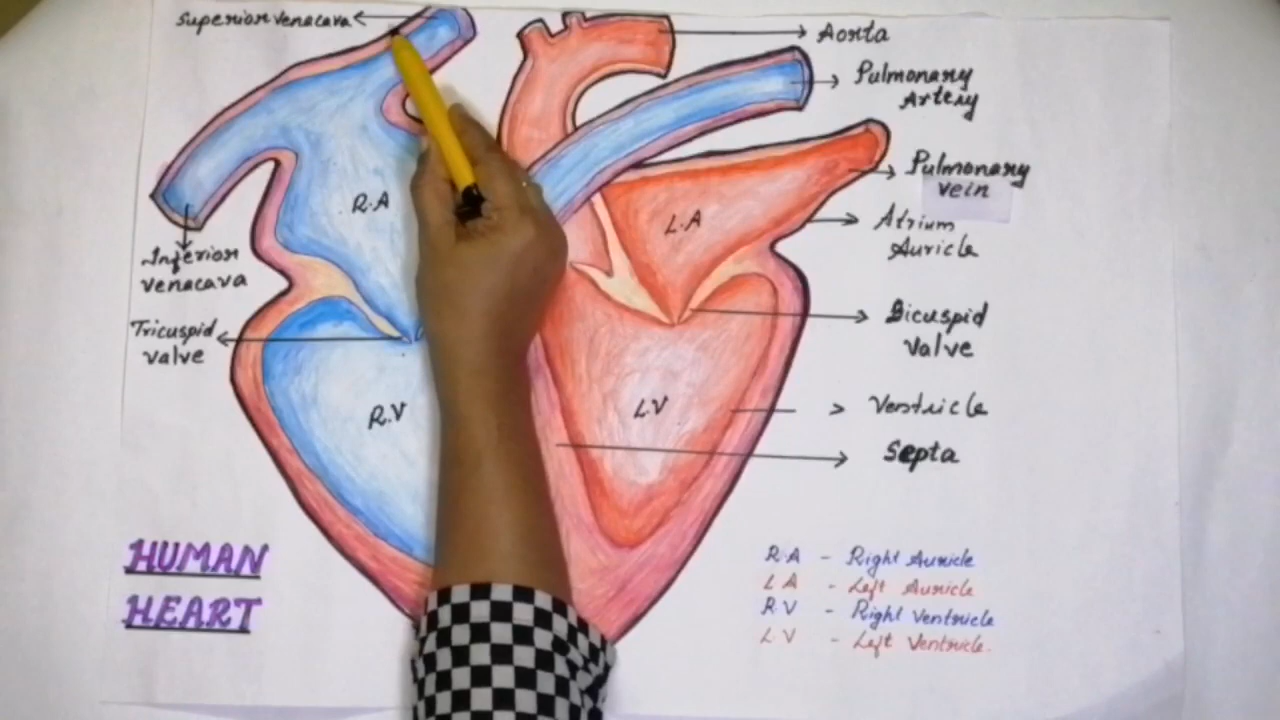 Superior venacava
Aorta
Pulmonary
Artery
Pulmonary
vein
R.A
L.A
Atrium
Auricle
Inferior
venacava
Tricuspid
valve
Bicuspid
Valve
R.V
L.V
Ventricle
Septa
HUMAN
HEART
R.A - Right Auricle
L A - Left Auricle
R.V - Right Ventricle
L V - Left Ventricle.